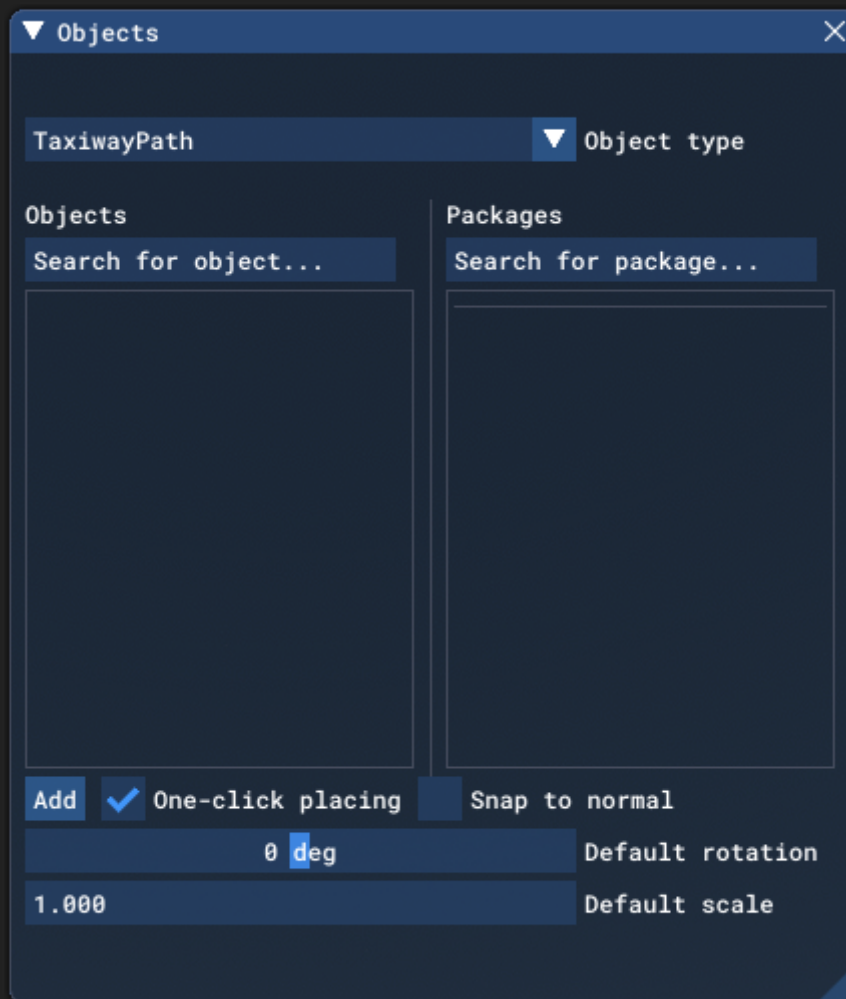 Objects
TaxiwayPath
Object type
Objects
Search for object...
Packages
Search for package...
Add
One-click placing
Snap to normal
0 deg
Default rotation
1.000
Default scale